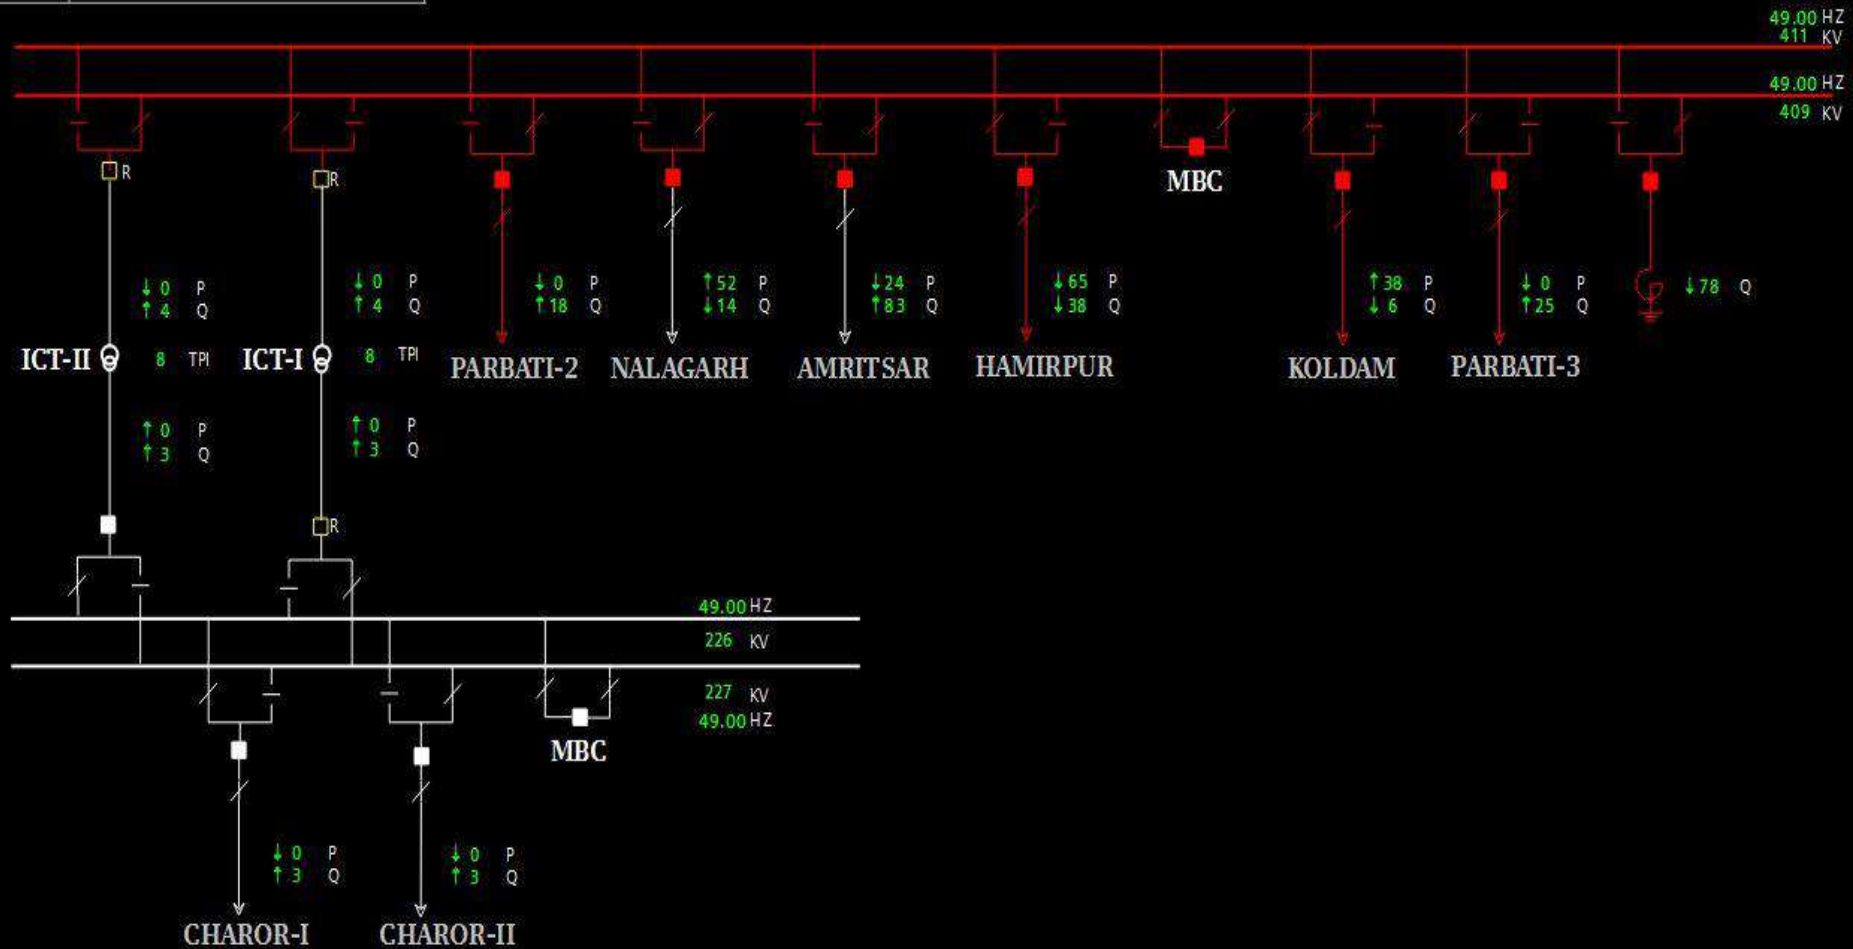 49.00 HZ
411 KV
49.00 HZ
409 KV
R
R
MBC
↓ 0 P
↑ 4 Q
↓ 0 P
↑ 4 Q
↓ 0 P
↑ 18 Q
↑ 52 P
↓ 14 Q
↓ 24 P
↑ 83 Q
↓ 65 P
↓ 38 Q
↑ 38 P
↓ 6 Q
↓ 0 P
↑ 25 Q
↓ 78 Q
ICT-II 8 TPI
ICT-I 8 TPI
PARBATI-2
NALAGARH
AMRITSAR
HAMIRPUR
KOLDAM
PARBATI-3
↑ 0 P
↑ 3 Q
↑ 0 P
↑ 3 Q
R
49.00 HZ
226 KV
227 KV
49.00 HZ
MBC
↓ 0 P
↑ 3 Q
↓ 0 P
↑ 3 Q
CHAROR-I
CHAROR-II